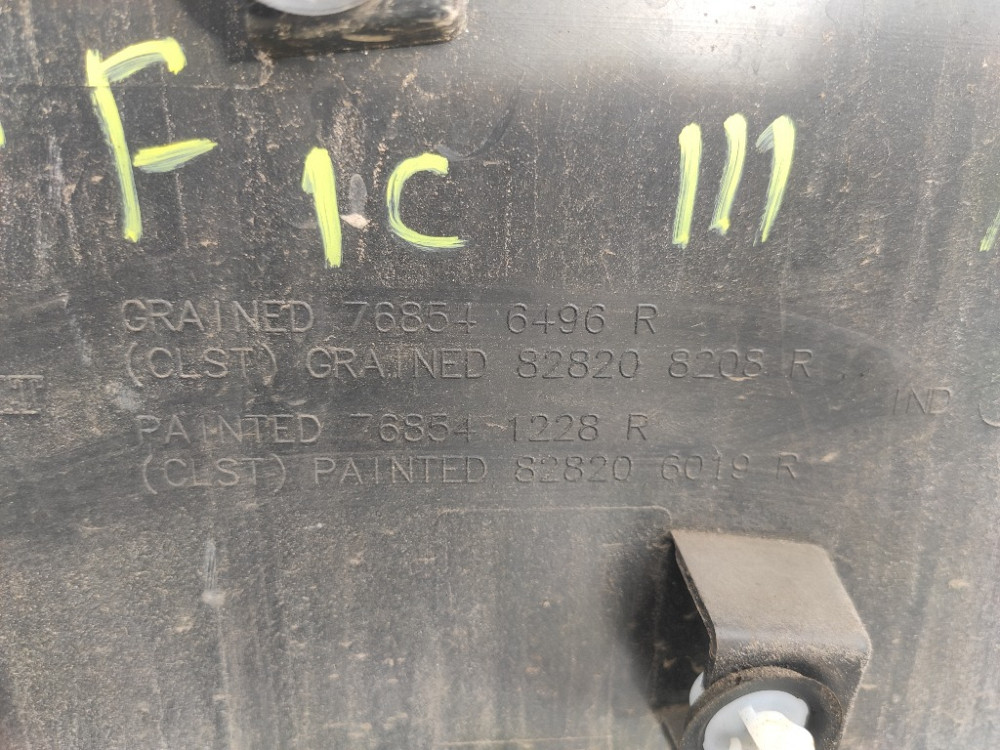 F 1C 111
GRAINED 76854 6496 R
(CLST) GRAINED 82820 8208 R
IND
PAINTED 76854 1228 R
(CLST) PAINTED 82820 6019 R